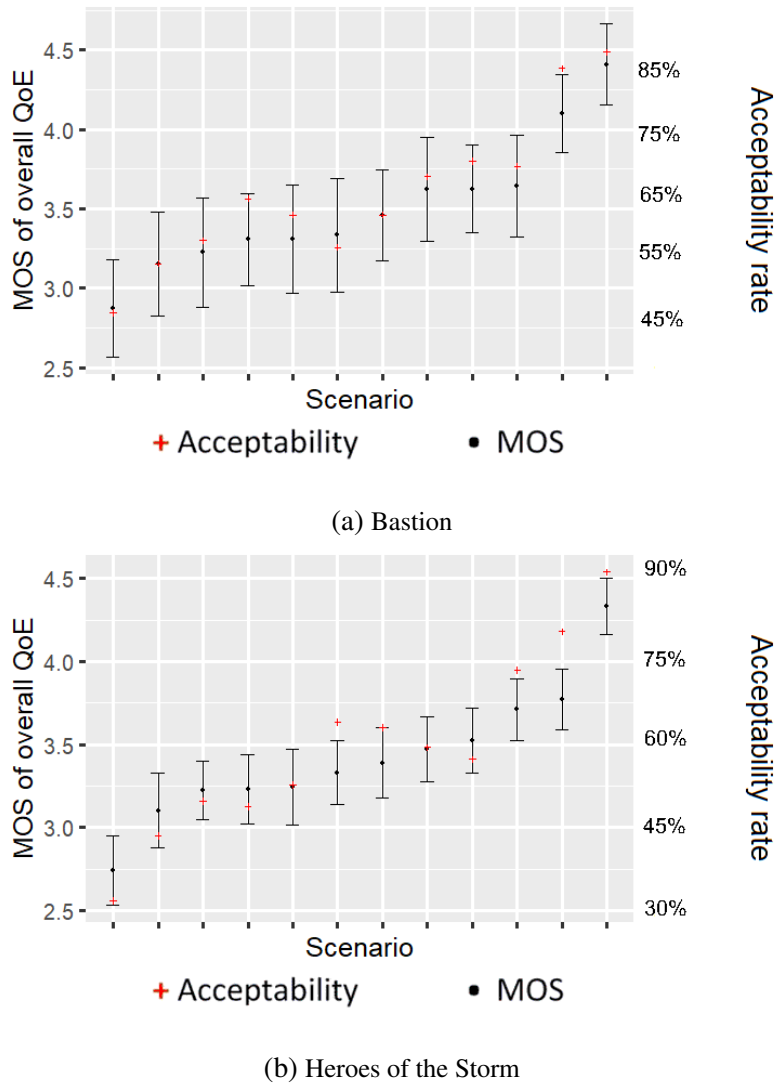 MOS of overall QoE
4.5
4.0
3.5
3.0
2.5
85%
75%
65%
55%
45%
Acceptability rate
Scenario
+ Acceptability • MOS
(a) Bastion
MOS of overall QoE
4.5
4.0
3.5
3.0
2.5
90%
75%
60%
45%
30%
Acceptability rate
Scenario
+ Acceptability • MOS
(b) Heroes of the Storm